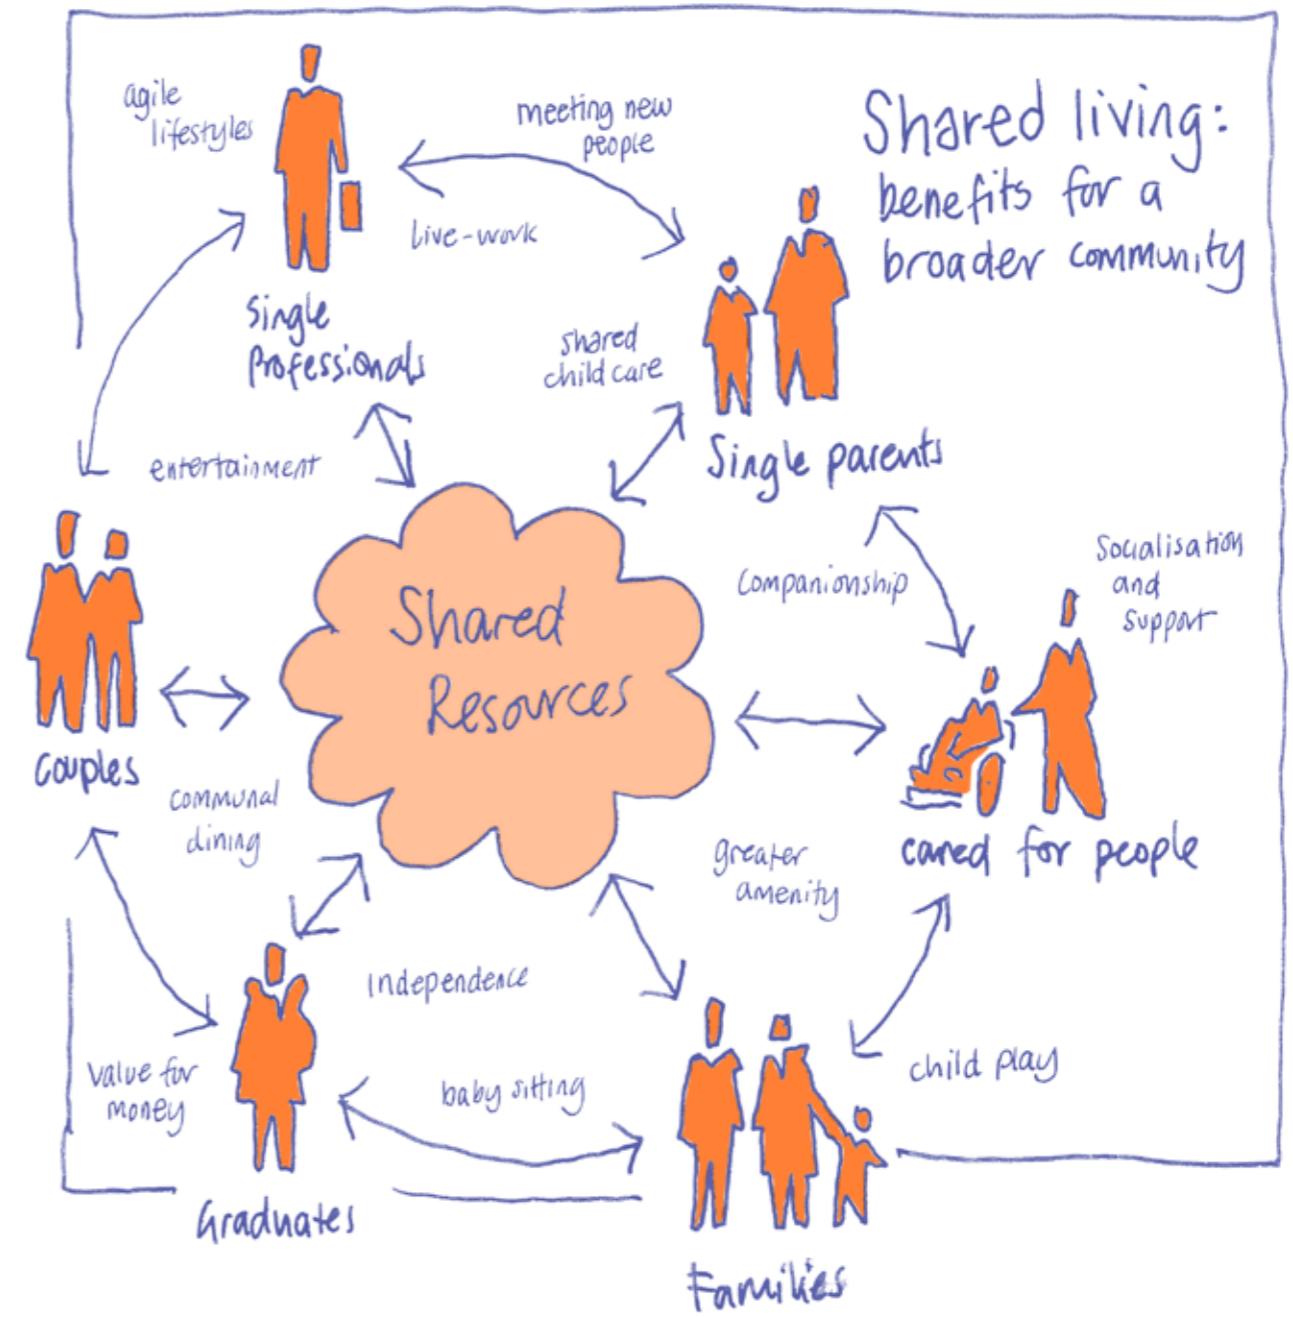 Shared living:
benefits for a
broader community
agile
lifestyles
meeting new
people
live-work
Single
Professionals
shared
child care
Single parents
entertainment
Shared
Resources
Companionship
Socialisation
and
support
Couples
communal
dining
greater
amenity
cared for people
Independence
value for
money
baby sitting
child play
Graduates
Families